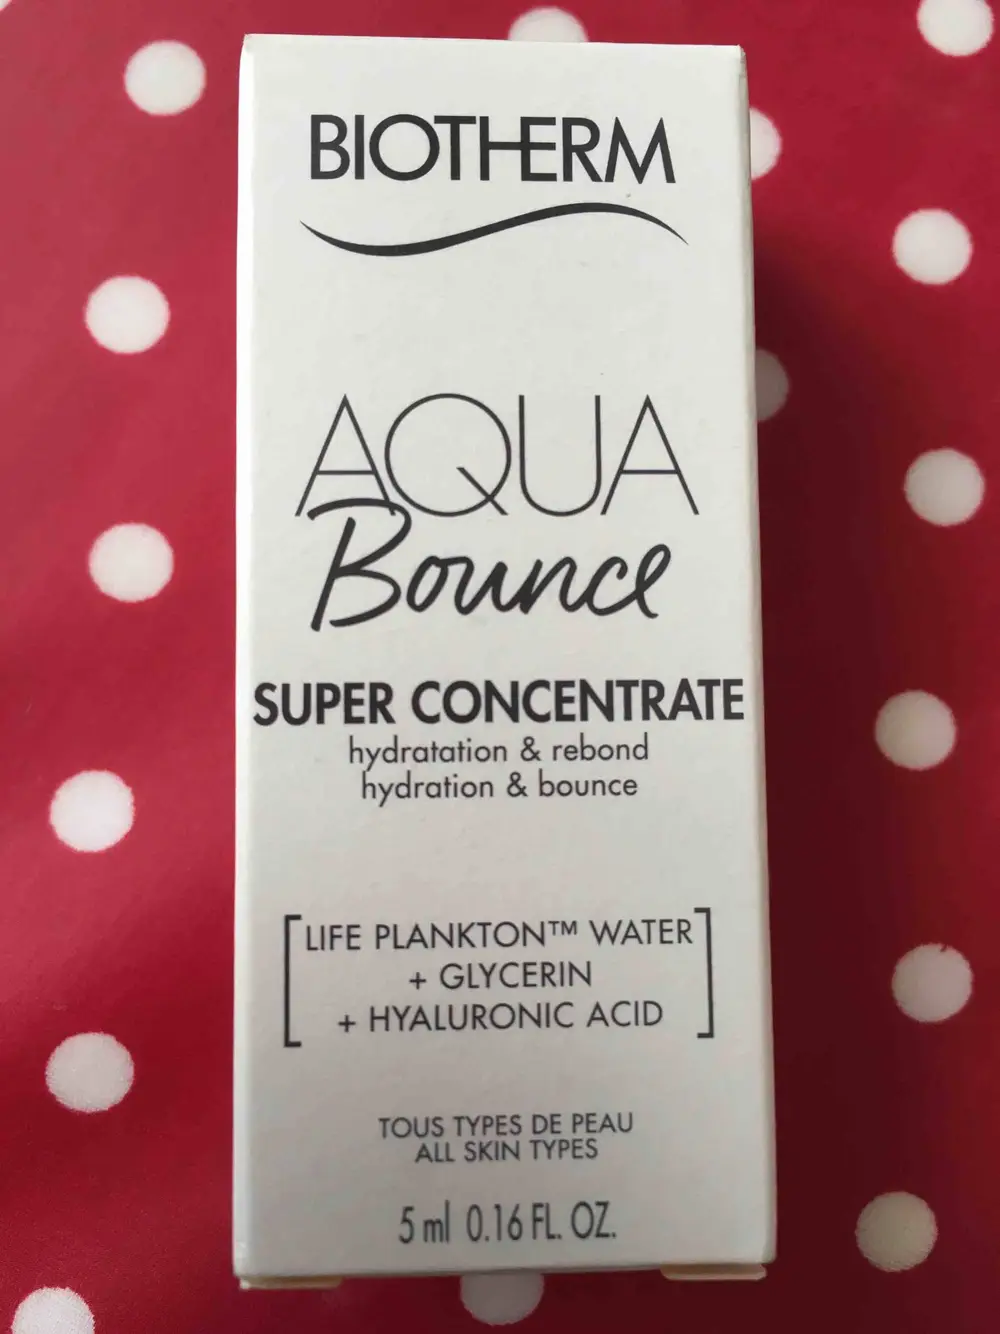 BIOTHERM
AQUA
Bounce
SUPER CONCENTRATE
hydratation & rebond
hydration & bounce
LIFE PLANKTON™ WATER
+ GLYCERIN
+ HYALURONIC ACID
TOUS TYPES DE PEAU
ALL SKIN TYPES
5 ml 0.16 FL. OZ.